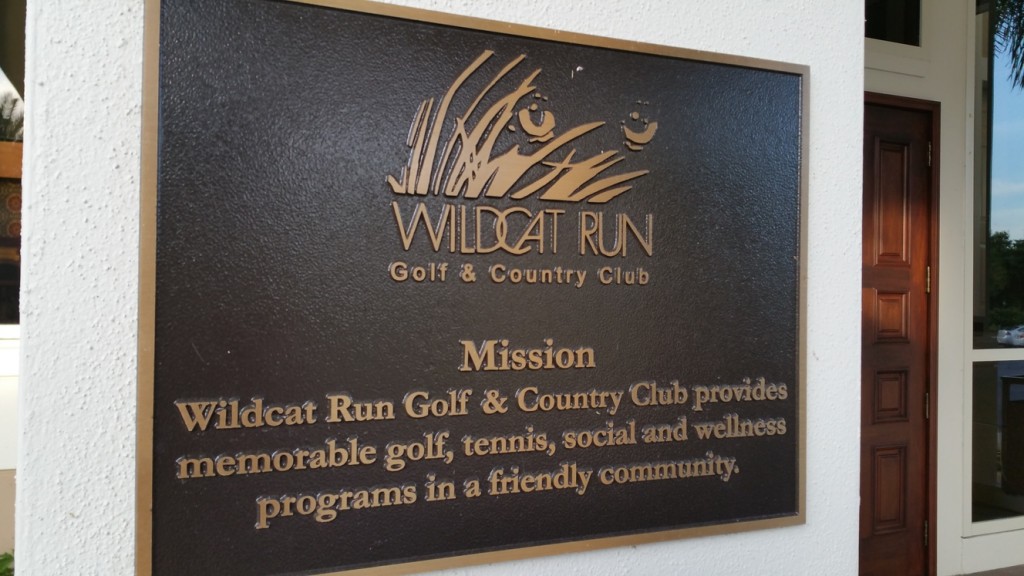 WILDCAT RUN
Golf & Country Club
Mission
Wildcat Run Golf & Country Club provides
memorable golf, tennis, social and wellness
programs in a friendly community.